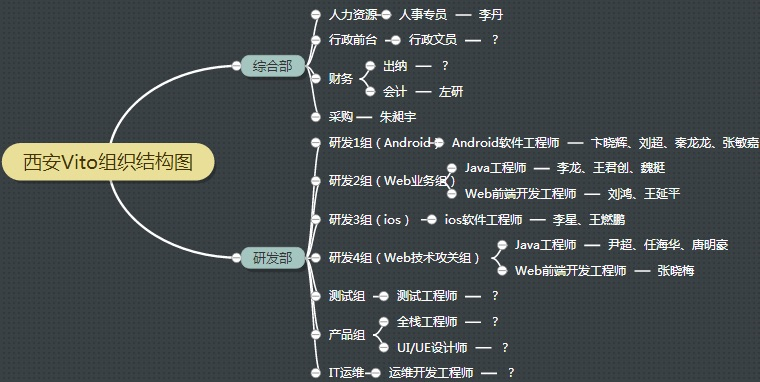 西安Vito组织结构图
综合部
人力资源 人事专员 李丹
行政前台 行政文员 ?
财务
出纳 ?
会计 左研
采购 朱昶宇
研发部
研发1组（Android Android软件工程师 卞晓辉、刘超、秦龙龙、张敏嘉
研发2组（Web业务组）
Java工程师 李龙、王君创、魏挺
Web前端开发工程师 刘鸿、王延平
研发3组（ios） ios软件工程师 李星、王燃鹏
研发4组（Web技术攻关组）
Java工程师 尹超、任海华、唐明豪
Web前端开发工程师 张晓梅
测试组 测试工程师 ?
产品组
全栈工程师 ?
UI/UE设计师 ?
IT运维 运维开发工程师 ?